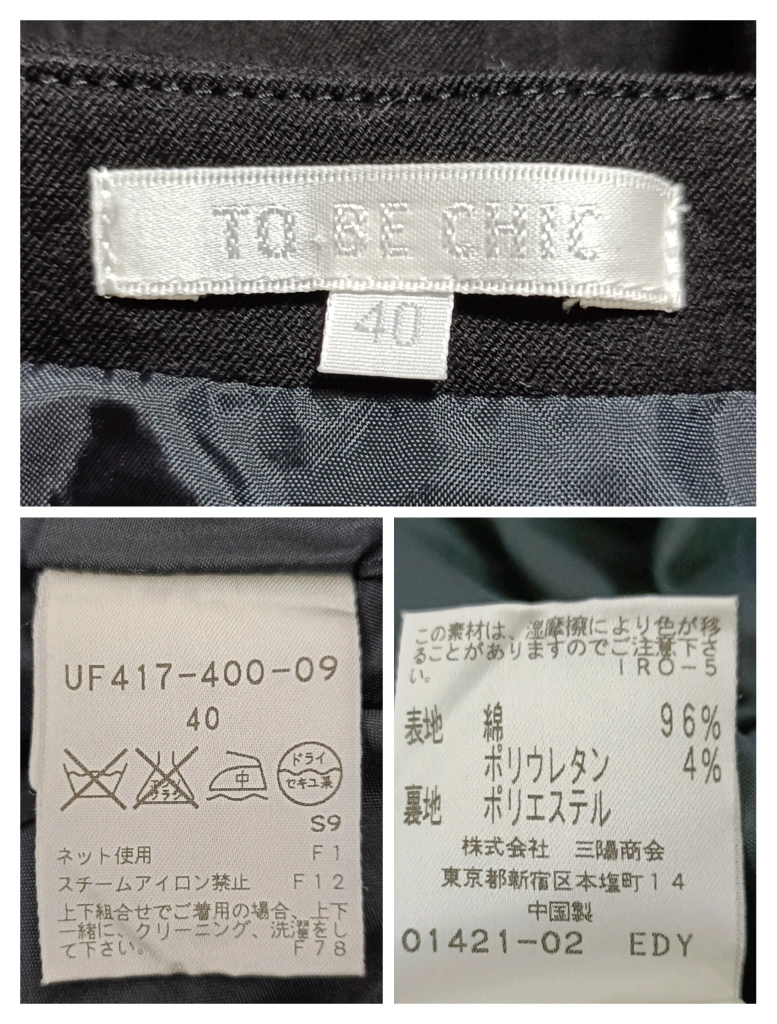 TO BE CHIC
40
UF417-400-09
40
エンソ
サラシ
中
ドライ
セキユ系
S9
ネット使用 F1
スチームアイロン禁止 F12
上下組合せでご着用の場合、上下
一緒に、クリーニング、洗濯をし
て下さい。 F78
この素材は、湿摩擦により色が移
ることがありますのでご注意下さ
い。 IRO-5
表地 綿 96%
ポリウレタン 4%
裏地 ポリエステル
株式会社 三陽商会
東京都新宿区本塩町14
中国製
01421-02 EDY